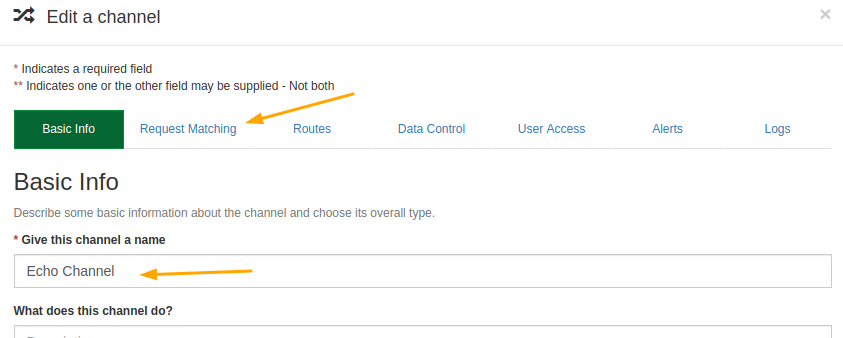 Edit a channel ×
* Indicates a required field
** Indicates one or the other field may be supplied - Not both
Basic Info Request Matching Routes Data Control User Access Alerts Logs
Basic Info
Describe some basic information about the channel and choose its overall type.
* Give this channel a name
Echo Channel
What does this channel do?